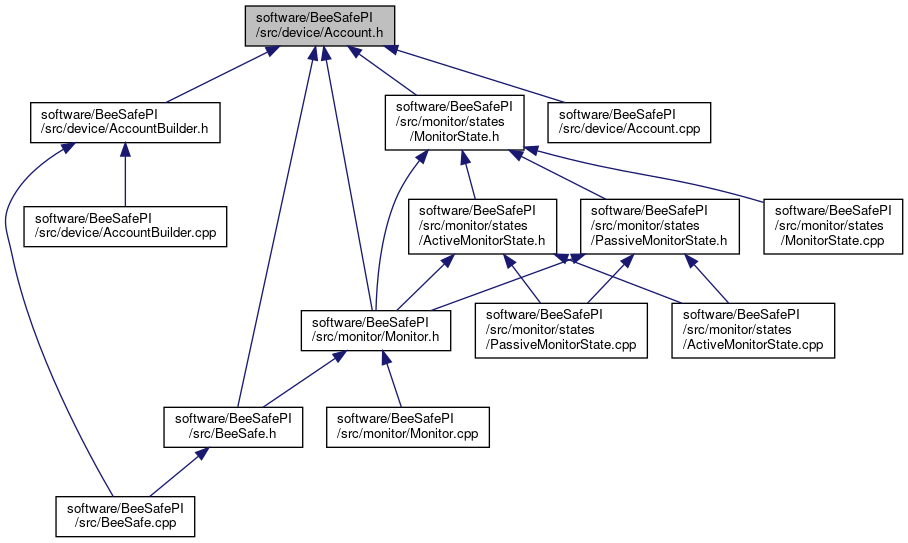 software/BeeSafePI
/src/device/Account.h
software/BeeSafePI
/src/device/AccountBuilder.h
software/BeeSafePI
/src/monitor/states
/MonitorState.h
software/BeeSafePI
/src/device/Account.cpp
software/BeeSafePI
/src/device/AccountBuilder.cpp
software/BeeSafePI
/src/monitor/states
/ActiveMonitorState.h
software/BeeSafePI
/src/monitor/states
/PassiveMonitorState.h
software/BeeSafePI
/src/monitor/states
/MonitorState.cpp
software/BeeSafePI
/src/monitor/Monitor.h
software/BeeSafePI
/src/monitor/states
/PassiveMonitorState.cpp
software/BeeSafePI
/src/monitor/states
/ActiveMonitorState.cpp
software/BeeSafePI
/src/BeeSafe.h
software/BeeSafePI
/src/monitor/Monitor.cpp
software/BeeSafePI
/src/BeeSafe.cpp